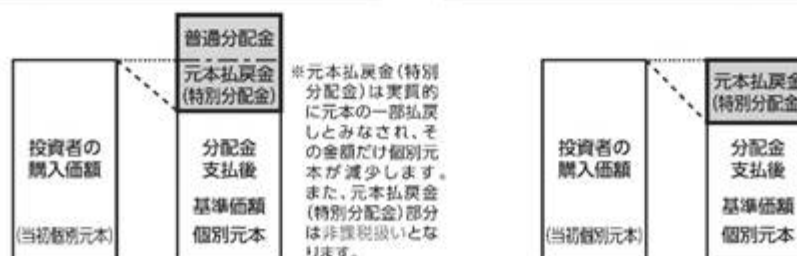 普通分配金
元本払戻金
(特別分配金)
投資者の
購入価額
(当初個別元本)
分配金
支払後
基準価額
個別元本
※元本払戻金(特別
分配金)は実質的
に元本の一部払戻
しとみなされ、そ
の金額だけ個別元
本が減少します。
また、元本払戻金
(特別分配金)部分
は非課税扱いとな
ります。
元本払戻金
(特別分配金
投資者の
購入価額
(当初個別元本)
分配金
支払後
基準価額
個別元本